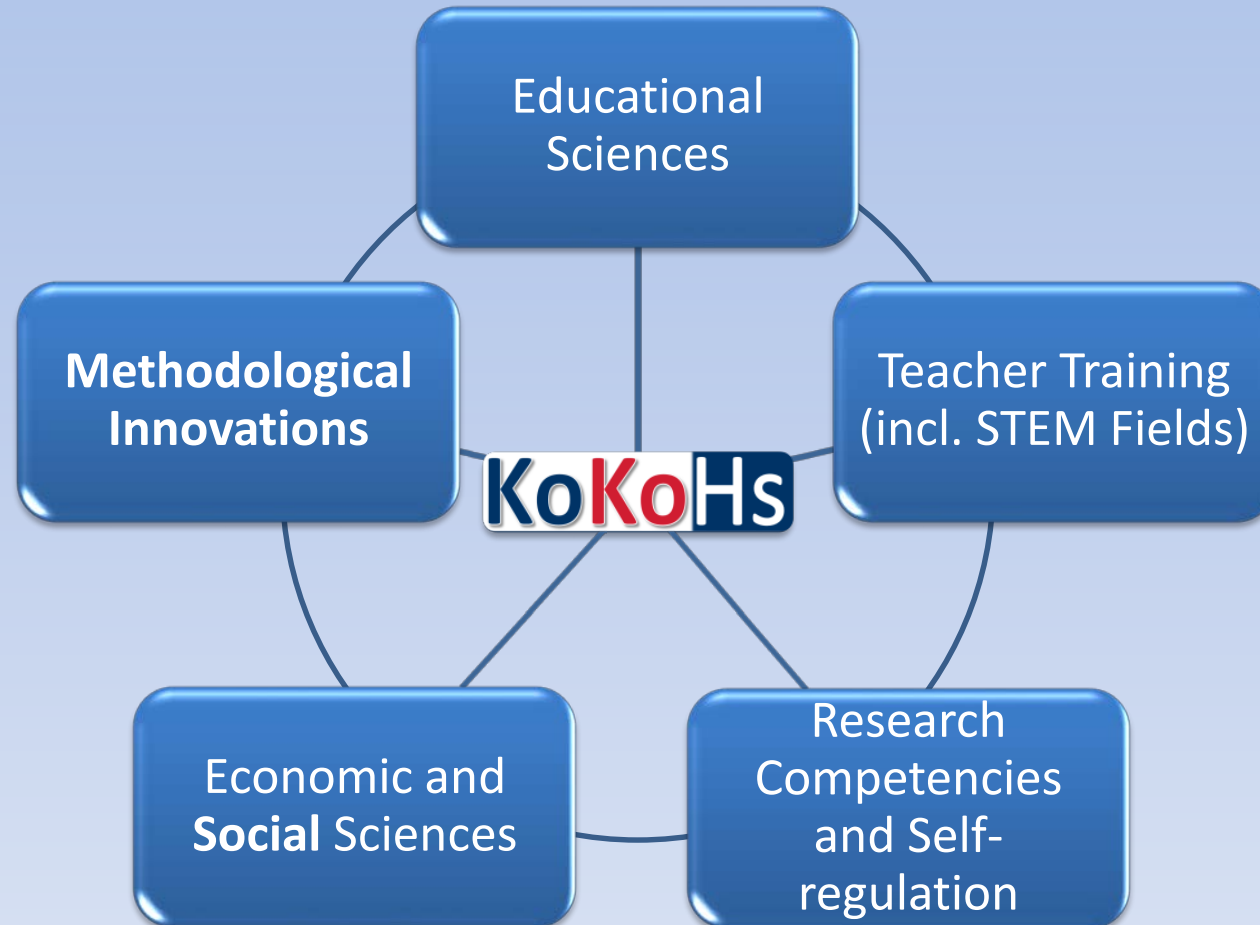 Educational
Sciences
Methodological
Innovations
Teacher Training
(incl. STEM Fields)
KoKoHs
Economic and
Social Sciences
Research
Competencies
and Self-
regulation